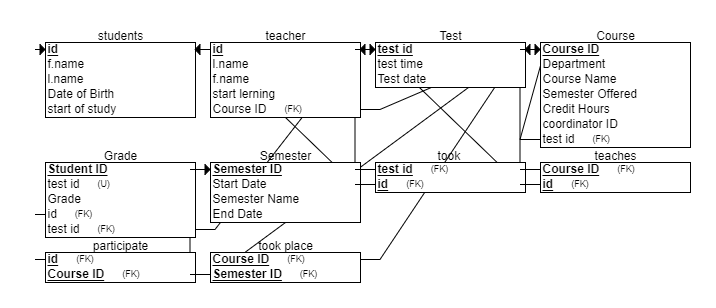 students
id
f.name
l.name
Date of Birth
start of study
teacher
id
l.name
f.name
start lerning
Course ID (FK)
Test
test id
test time
Test date
Course
Course ID
Department
Course Name
Semester Offered
Credit Hours
coordinator ID
test id (FK)
Grade
Student ID
test id (U)
Grade
id (FK)
test id (FK)
Semester
Semester ID
Start Date
Semester Name
End Date
took
test id (FK)
id (FK)
teaches
Course ID (FK)
id (FK)
participate
id (FK)
Course ID (FK)
took place
Course ID (FK)
Semester ID (FK)